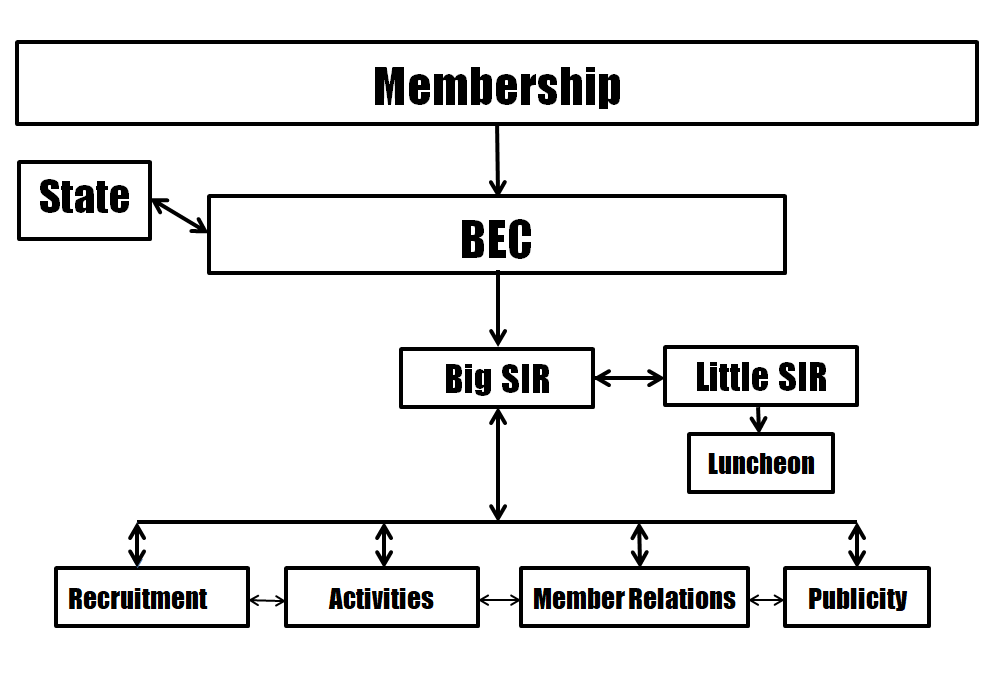 Membership
State
BEC
Big SIR
Little SIR
Luncheon
Recruitment
Activities
Member Relations
Publicity